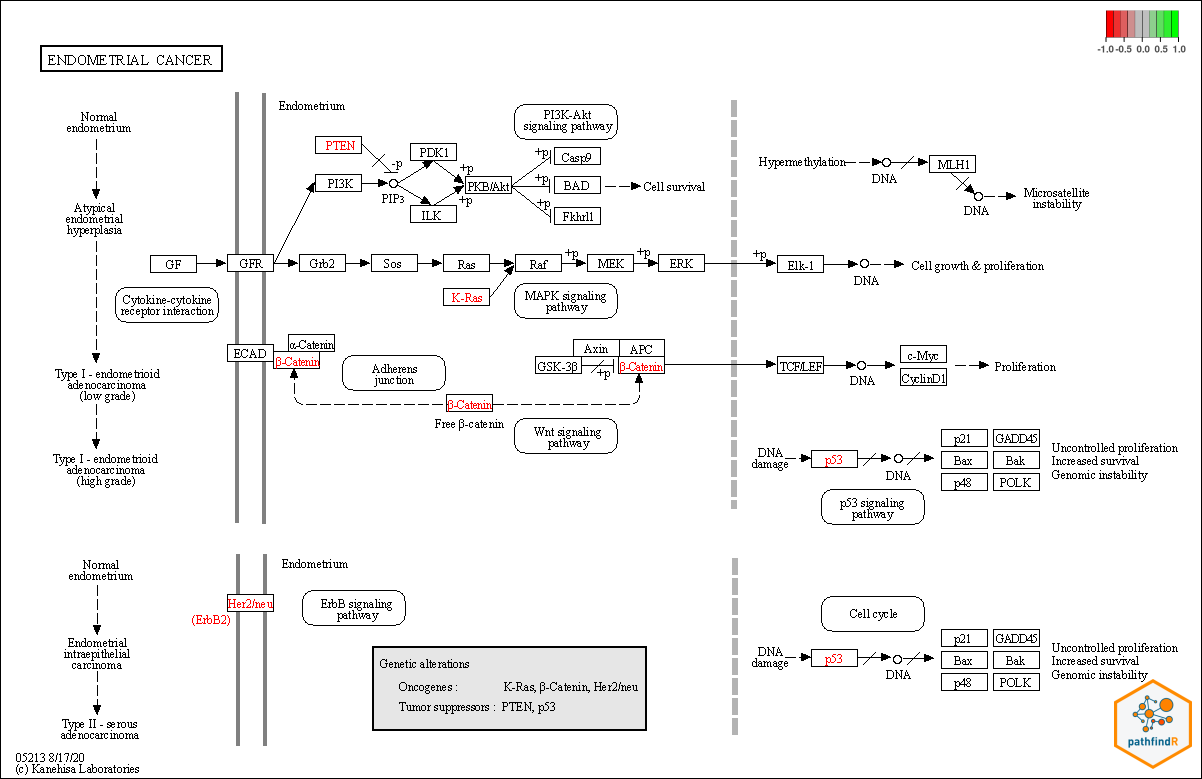 -1.0 -0.5 0.0 0.5 1.0
ENDOMETRIAL CANCER
Normal
endometrium
Atypical
endometrial
hyperplasia
Type I - endometrioid
adenocarcinoma
(low grade)
Type I - endometrioid
adenocarcinoma
(high grade)
Endometrium
PTEN
-p
PI3K
PIP3
PDK1
ILK
+p
+p
PKB/Akt
PI3K-Akt
signaling pathway
+p
Casp9
+p
BAD
+p
Fkhrl1
Cell survival
Hypermethylation
DNA
MLH1
DNA
Microsatellite
instability
GF
GFR
Grb2
Sos
Ras
Raf
+p
MEK
+p
ERK
+p
Elk-1
DNA
Cell growth & proliferation
K-Ras
Cytokine-cytokine
receptor interaction
MAPK signaling
pathway
ECAD
α-Catenin
β-Catenin
Adherens
junction
Axin
APC
GSK-3β
+p
β-Catenin
TCF/LEF
DNA
c-Myc
CyclinD1
Proliferation
β-Catenin
Free β-catenin
Wnt signaling
pathway
DNA
damage
p53
DNA
p21
GADD45
Bax
Bak
p48
POLK
Uncontrolled proliferation
Increased survival
Genomic instability
p53 signaling
pathway
Normal
endometrium
Endometrial
intraepithelial
carcinoma
Type II - serous
adenocarcinoma
Endometrium
Her2/neu
(ErbB2)
ErbB signaling
pathway
Cell cycle
DNA
damage
p53
DNA
p21
GADD45
Bax
Bak
p48
POLK
Uncontrolled proliferation
Increased survival
Genomic instability
Genetic alterations
Oncogenes : K-Ras, β-Catenin, Her2/neu
Tumor suppressors : PTEN, p53
05213 8/17/20
(c) Kanehisa Laboratories
pathfindR